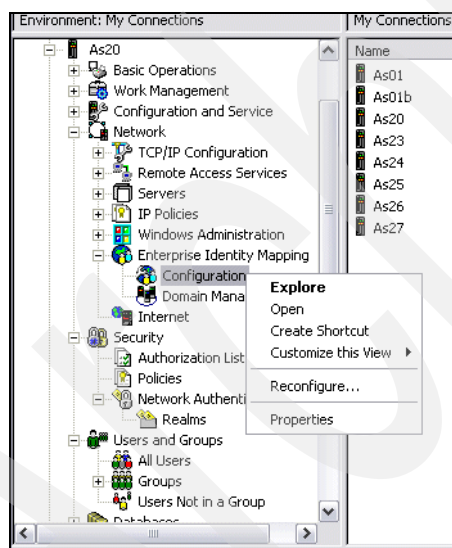 Environment: My Connections
My Connections
As20
Basic Operations
Work Management
Configuration and Service
Network
TCP/IP Configuration
Remote Access Services
Servers
IP Policies
Windows Administration
Enterprise Identity Mapping
Configuration
Domain Mana
Internet
Security
Authorization List
Policies
Network Authenti
Realms
Users and Groups
All Users
Groups
Users Not in a Group
Databases
Explore
Open
Create Shortcut
Customize this View
Reconfigure...
Properties
Name
As01
As01b
As20
As23
As24
As25
As26
As27